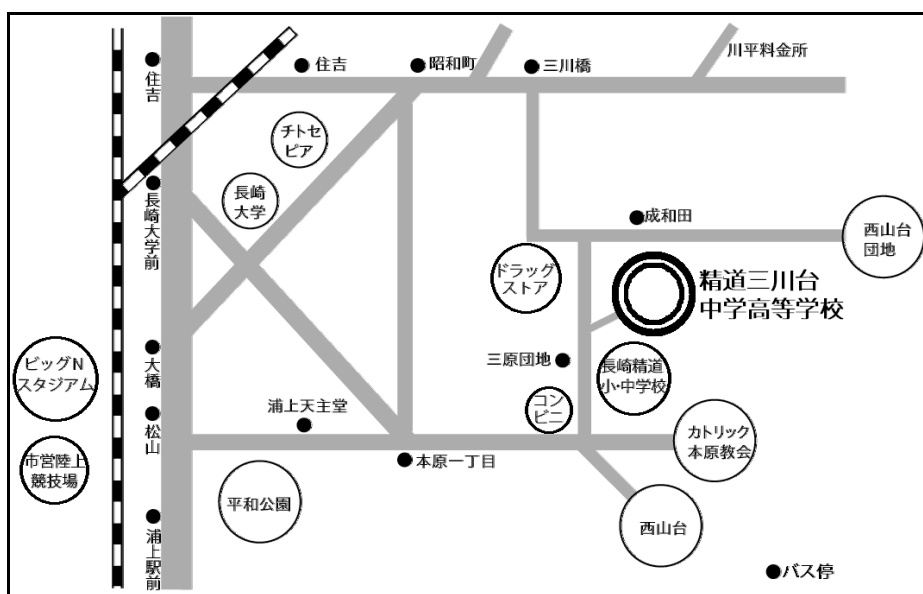 住吉
昭和町
三川橋
川平料金所
住吉
チトセ
ピア
長崎
大学
長崎大学前
成和田
西山台
団地
ドラッグ
ストア
精道三川台
中学高等学校
大橋
ビッグN
スタジアム
三原団地
長崎精道
小・中学校
コン
ビニ
浦上天主堂
松山
カトリック
本原教会
市営陸上
競技場
本原一丁目
平和公園
西山台
浦上駅前
バス停